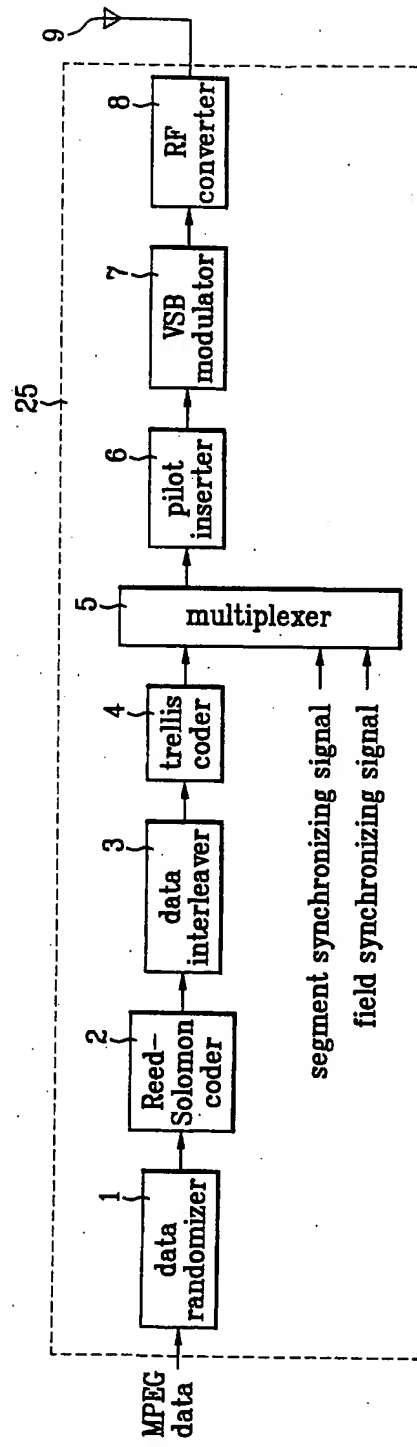 25
MPEG
data
1
data
randomizer
2
Reed-
Solomon
coder
3
data
interleaver
4
trellis
coder
5
multiplexer
segment synchronizing signal
field synchronizing signal
6
pilot
inserter
7
VSB
modulator
8
RF
converter
9